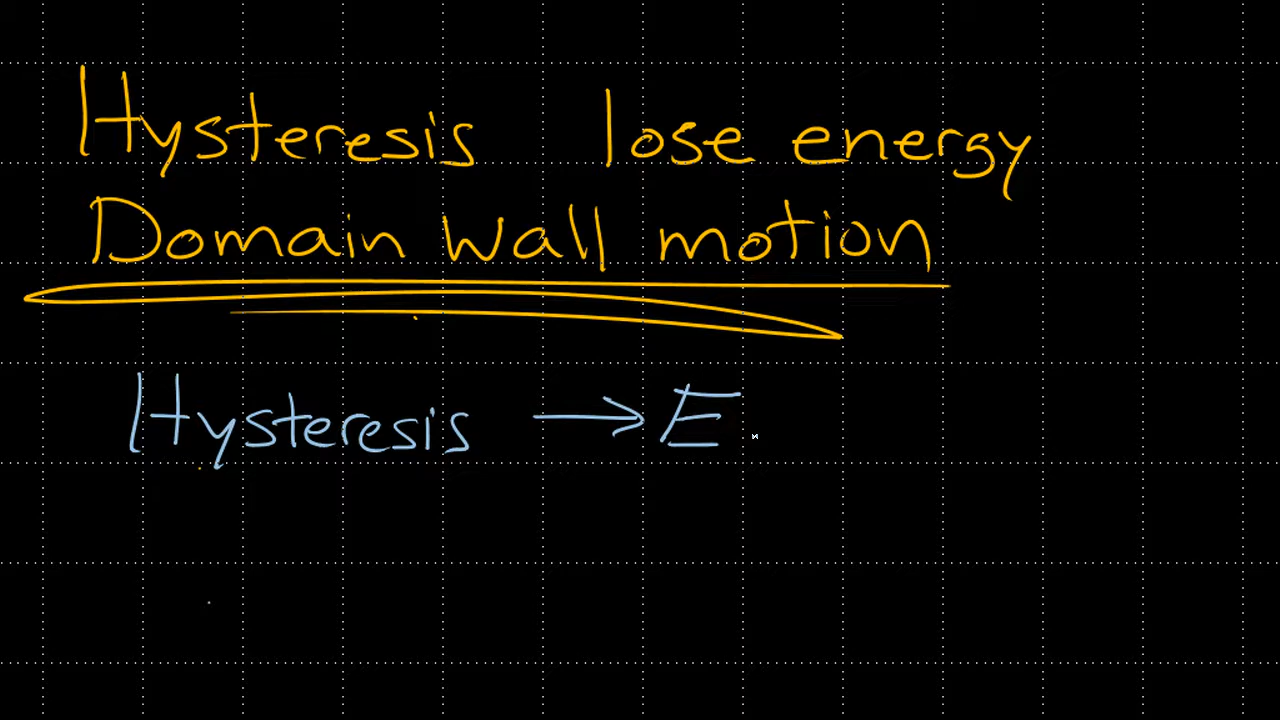 Hysteresis lose energy
Domain wall motion
Hysteresis → E